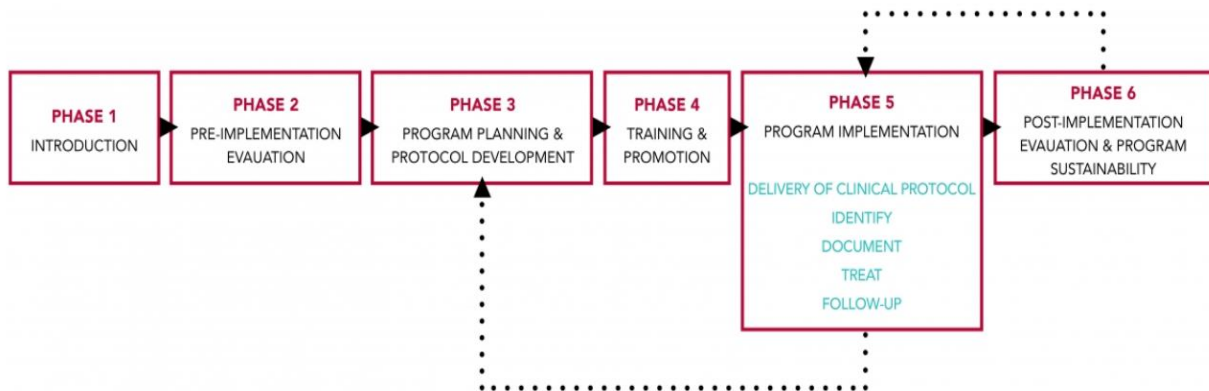 PHASE 1
INTRODUCTION
PHASE 2
PRE-IMPLEMENTATION
EVAUATION
PHASE 3
PROGRAM PLANNING &
PROTOCOL DEVELOPMENT
PHASE 4
TRAINING &
PROMOTION
PHASE 5
PROGRAM IMPLEMENTATION
DELIVERY OF CLINICAL PROTOCOL
IDENTIFY
DOCUMENT
TREAT
FOLLOW-UP
PHASE 6
POST-IMPLEMENTATION
EVAUATION & PROGRAM
SUSTAINABILITY